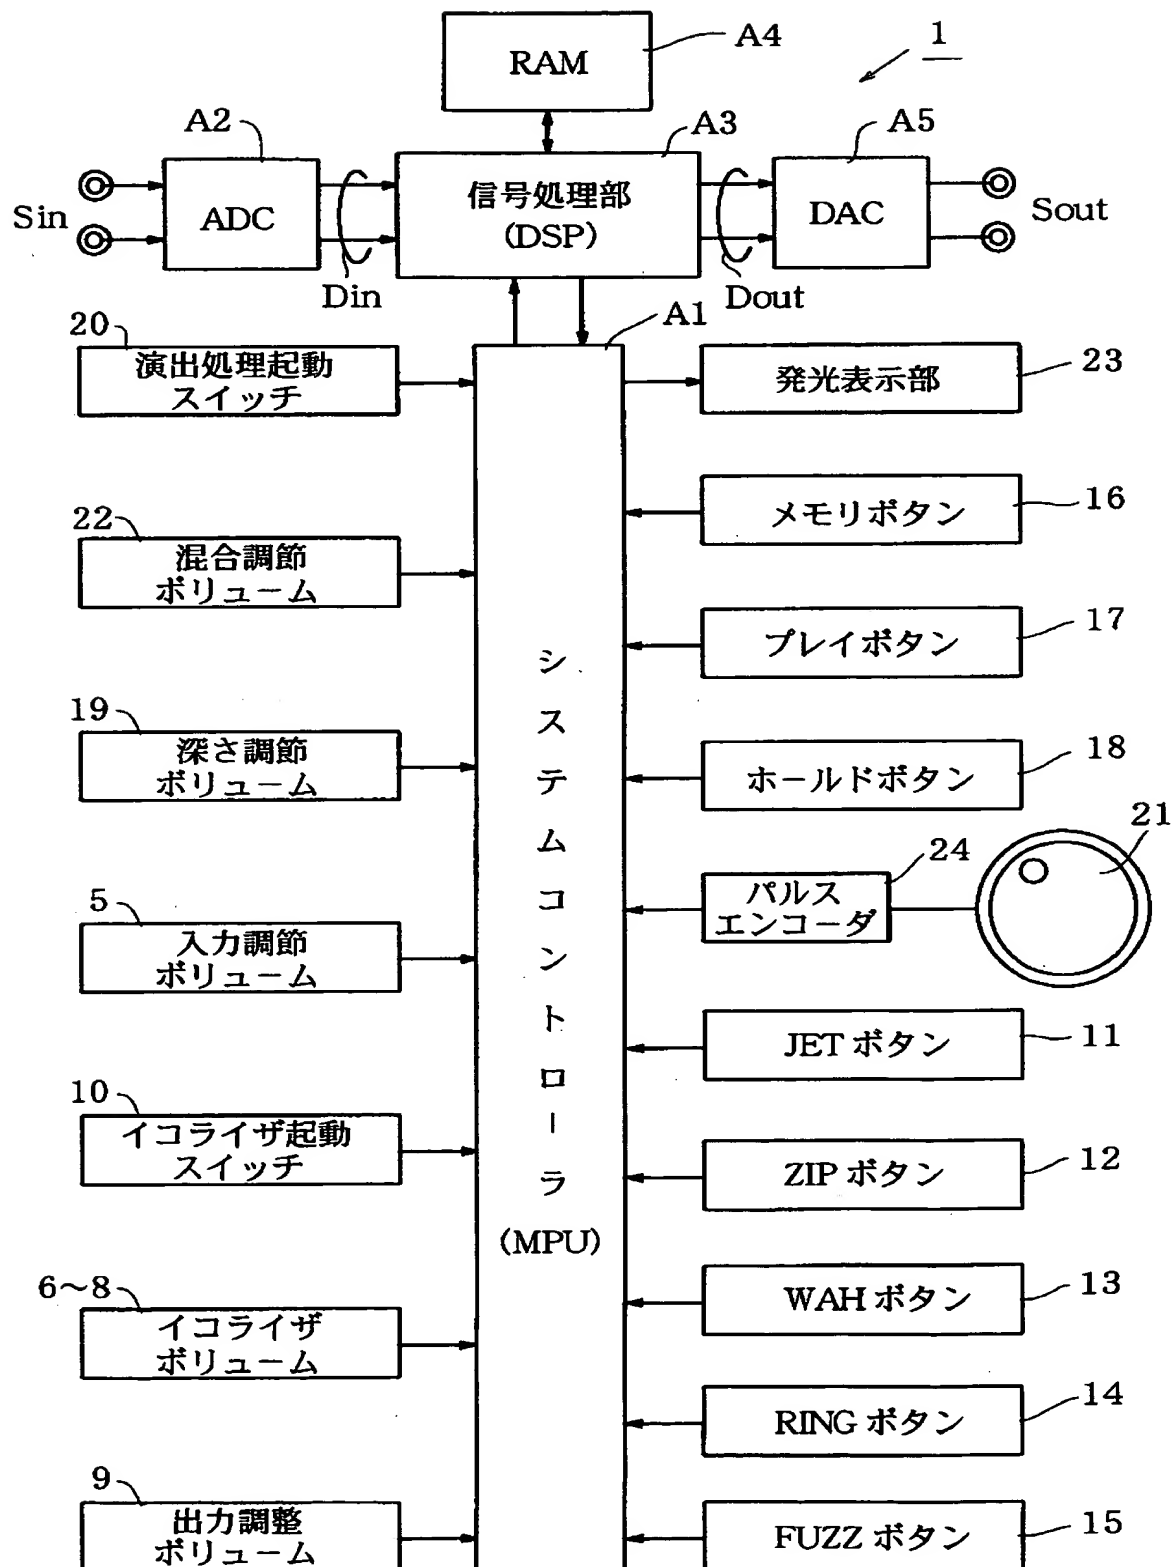 RAM
A4
1
A2
A3
A5
Sin
ADC
信号処理部
(DSP)
DAC
Sout
Din
Dout
A1
20
演出処理起動
スイッチ
発光表示部
23
22
混合調節
ボリューム
メモリボタン
16
プレイボタン
17
19
深さ調節
ボリューム
ホールドボタン
18
21
24
パルス
エンコーダ
5
入力調節
ボリューム
システムコントローラ
(MPU)
JETボタン
11
10
イコライザ起動
スイッチ
ZIPボタン
12
6~8
イコライザ
ボリューム
WAHボタン
13
RINGボタン
14
9
出力調整
ボリューム
FUZZボタン
15